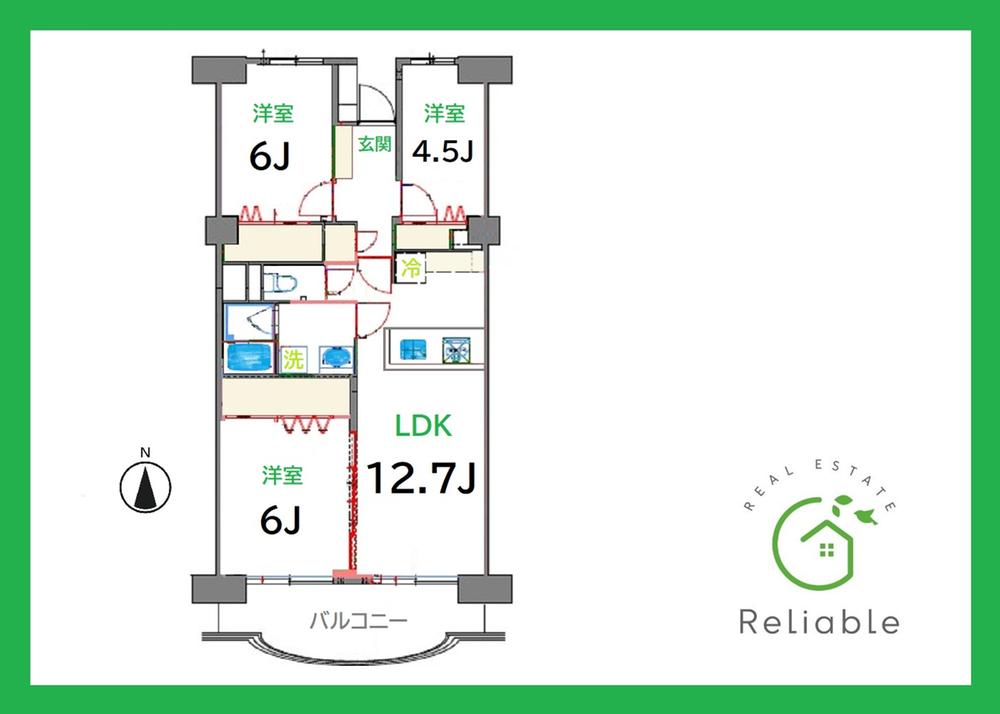 洋室
6J
玄関
洋室
4.5J
冷
洗
LDK
12.7J
洋室
6J
N
バルコニー
REAL ESTATE
Reliable